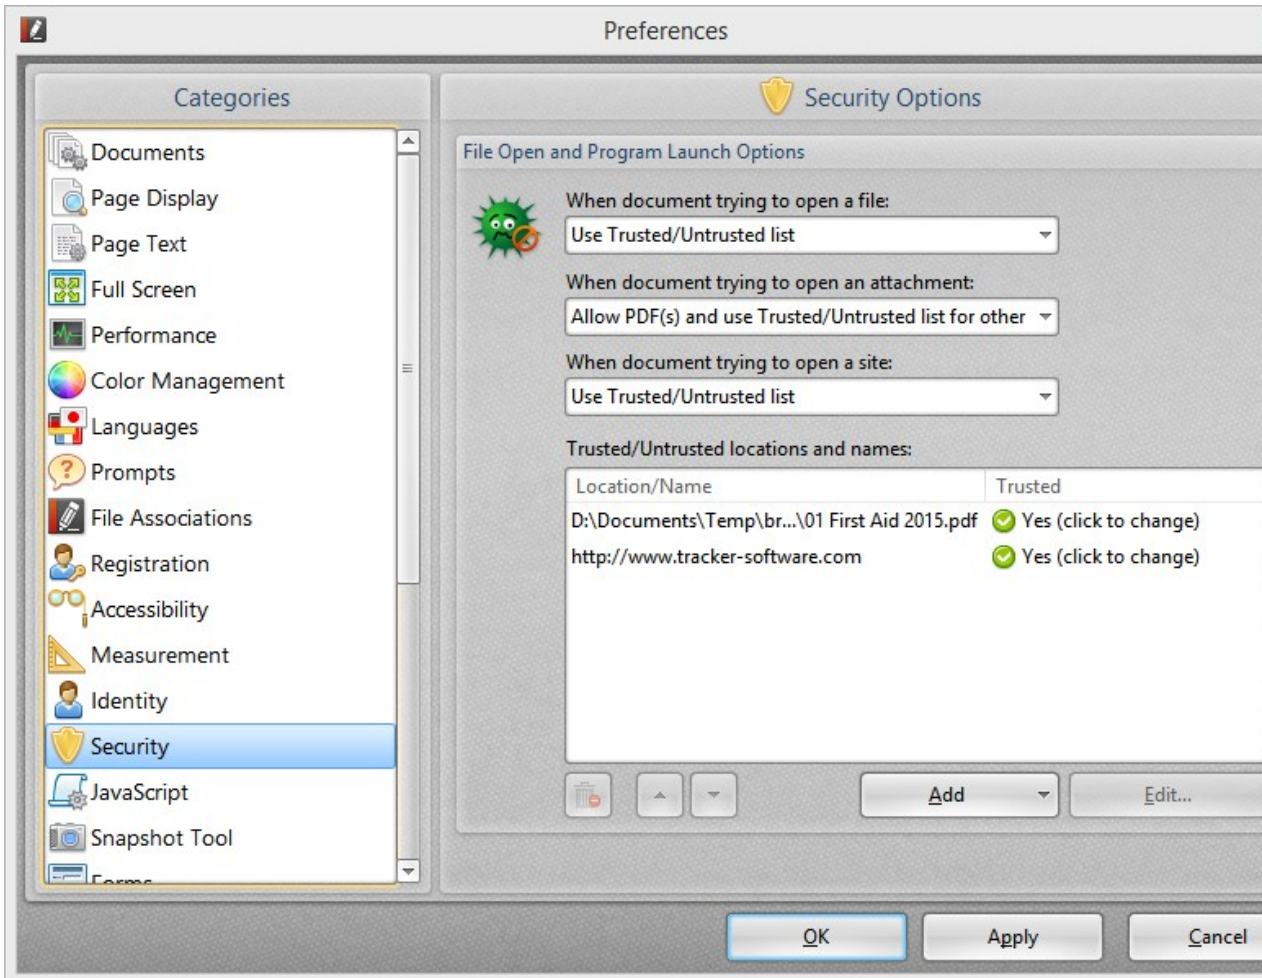 Preferences
Categories
Documents
Page Display
Page Text
Full Screen
Performance
Color Management
Languages
Prompts
File Associations
Registration
Accessibility
Measurement
Identity
Security
JavaScript
Snapshot Tool
Forms
Security Options
File Open and Program Launch Options
When document trying to open a file:
Use Trusted/Untrusted list
When document trying to open an attachment:
Allow PDF(s) and use Trusted/Untrusted list for other
When document trying to open a site:
Use Trusted/Untrusted list
Trusted/Untrusted locations and names:
Location/Name Trusted
D:\Documents\Temp\br...\01 First Aid 2015.pdf Yes (click to change)
http://www.tracker-software.com Yes (click to change)
Add Edit...
OK Apply Cancel